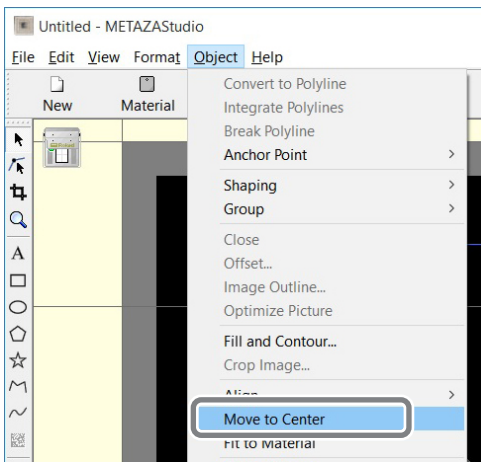 Untitled - METAZAStudio
File Edit View Format Object Help
New Material
Convert to Polyline
Integrate Polylines
Break Polyline
Anchor Point
Shaping
Group
Close
Offset...
Image Outline...
Optimize Picture
Fill and Contour...
Crop Image...
Align
Move to Center
Fit to Material
A